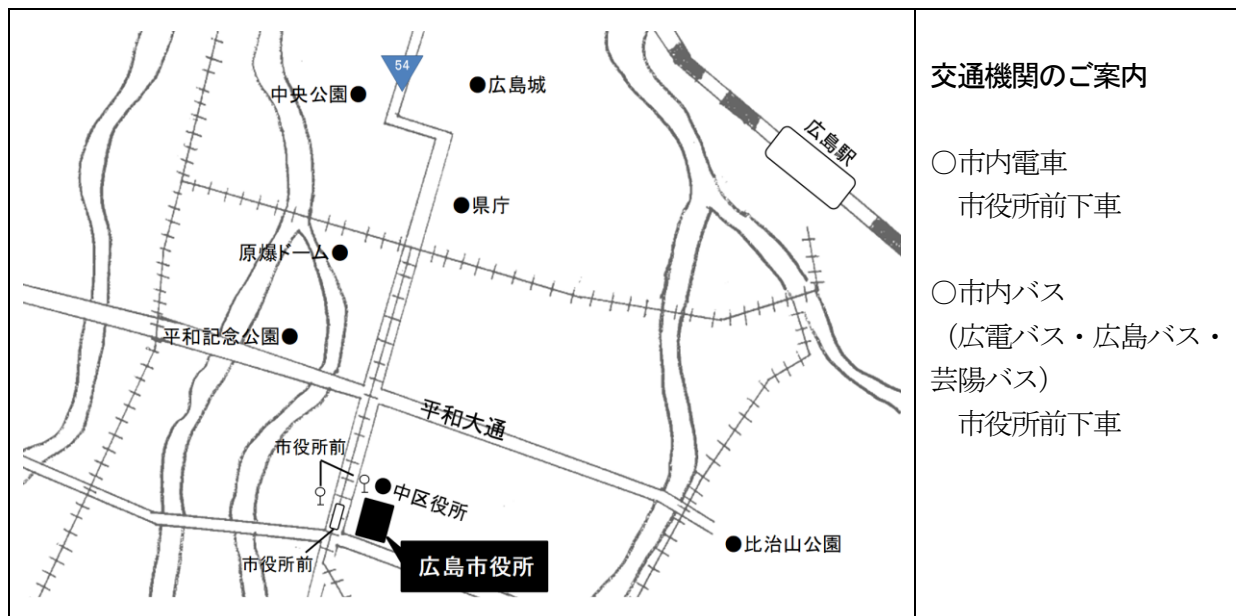 54
中央公園
広島城
広島駅
県庁
原爆ドーム
平和記念公園
平和大通
市役所前
中区役所
市役所前
広島市役所
比治山公園
交通機関のご案内
○市内電車
市役所前下車
○市内バス
（広電バス・広島バス・
芸陽バス）
市役所前下車